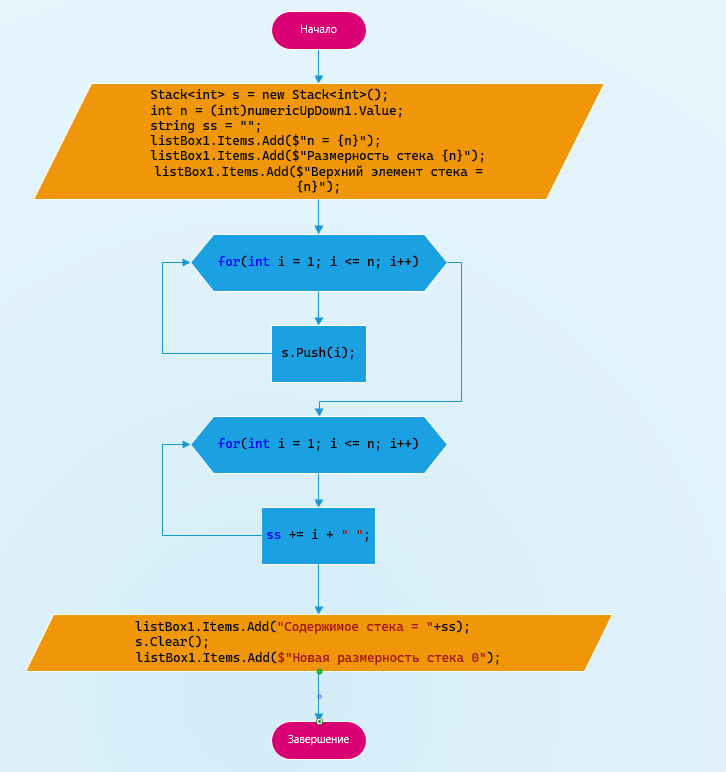 Начало
Stack<int> s = new Stack<int>();
int n = (int)numericUpDown1.Value;
string ss = "";
listBox1.Items.Add($"n = {n}");
listBox1.Items.Add($"Размерность стека {n}");
listBox1.Items.Add($"Верхний элемент стека =
{n}");
for(int i = 1; i <= n; i++)
s.Push(i);
for(int i = 1; i <= n; i++)
ss += i + " ";
listBox1.Items.Add("Содержимое стека = "+ss);
s.Clear();
listBox1.Items.Add($"Новая размерность стека 0");
Завершение